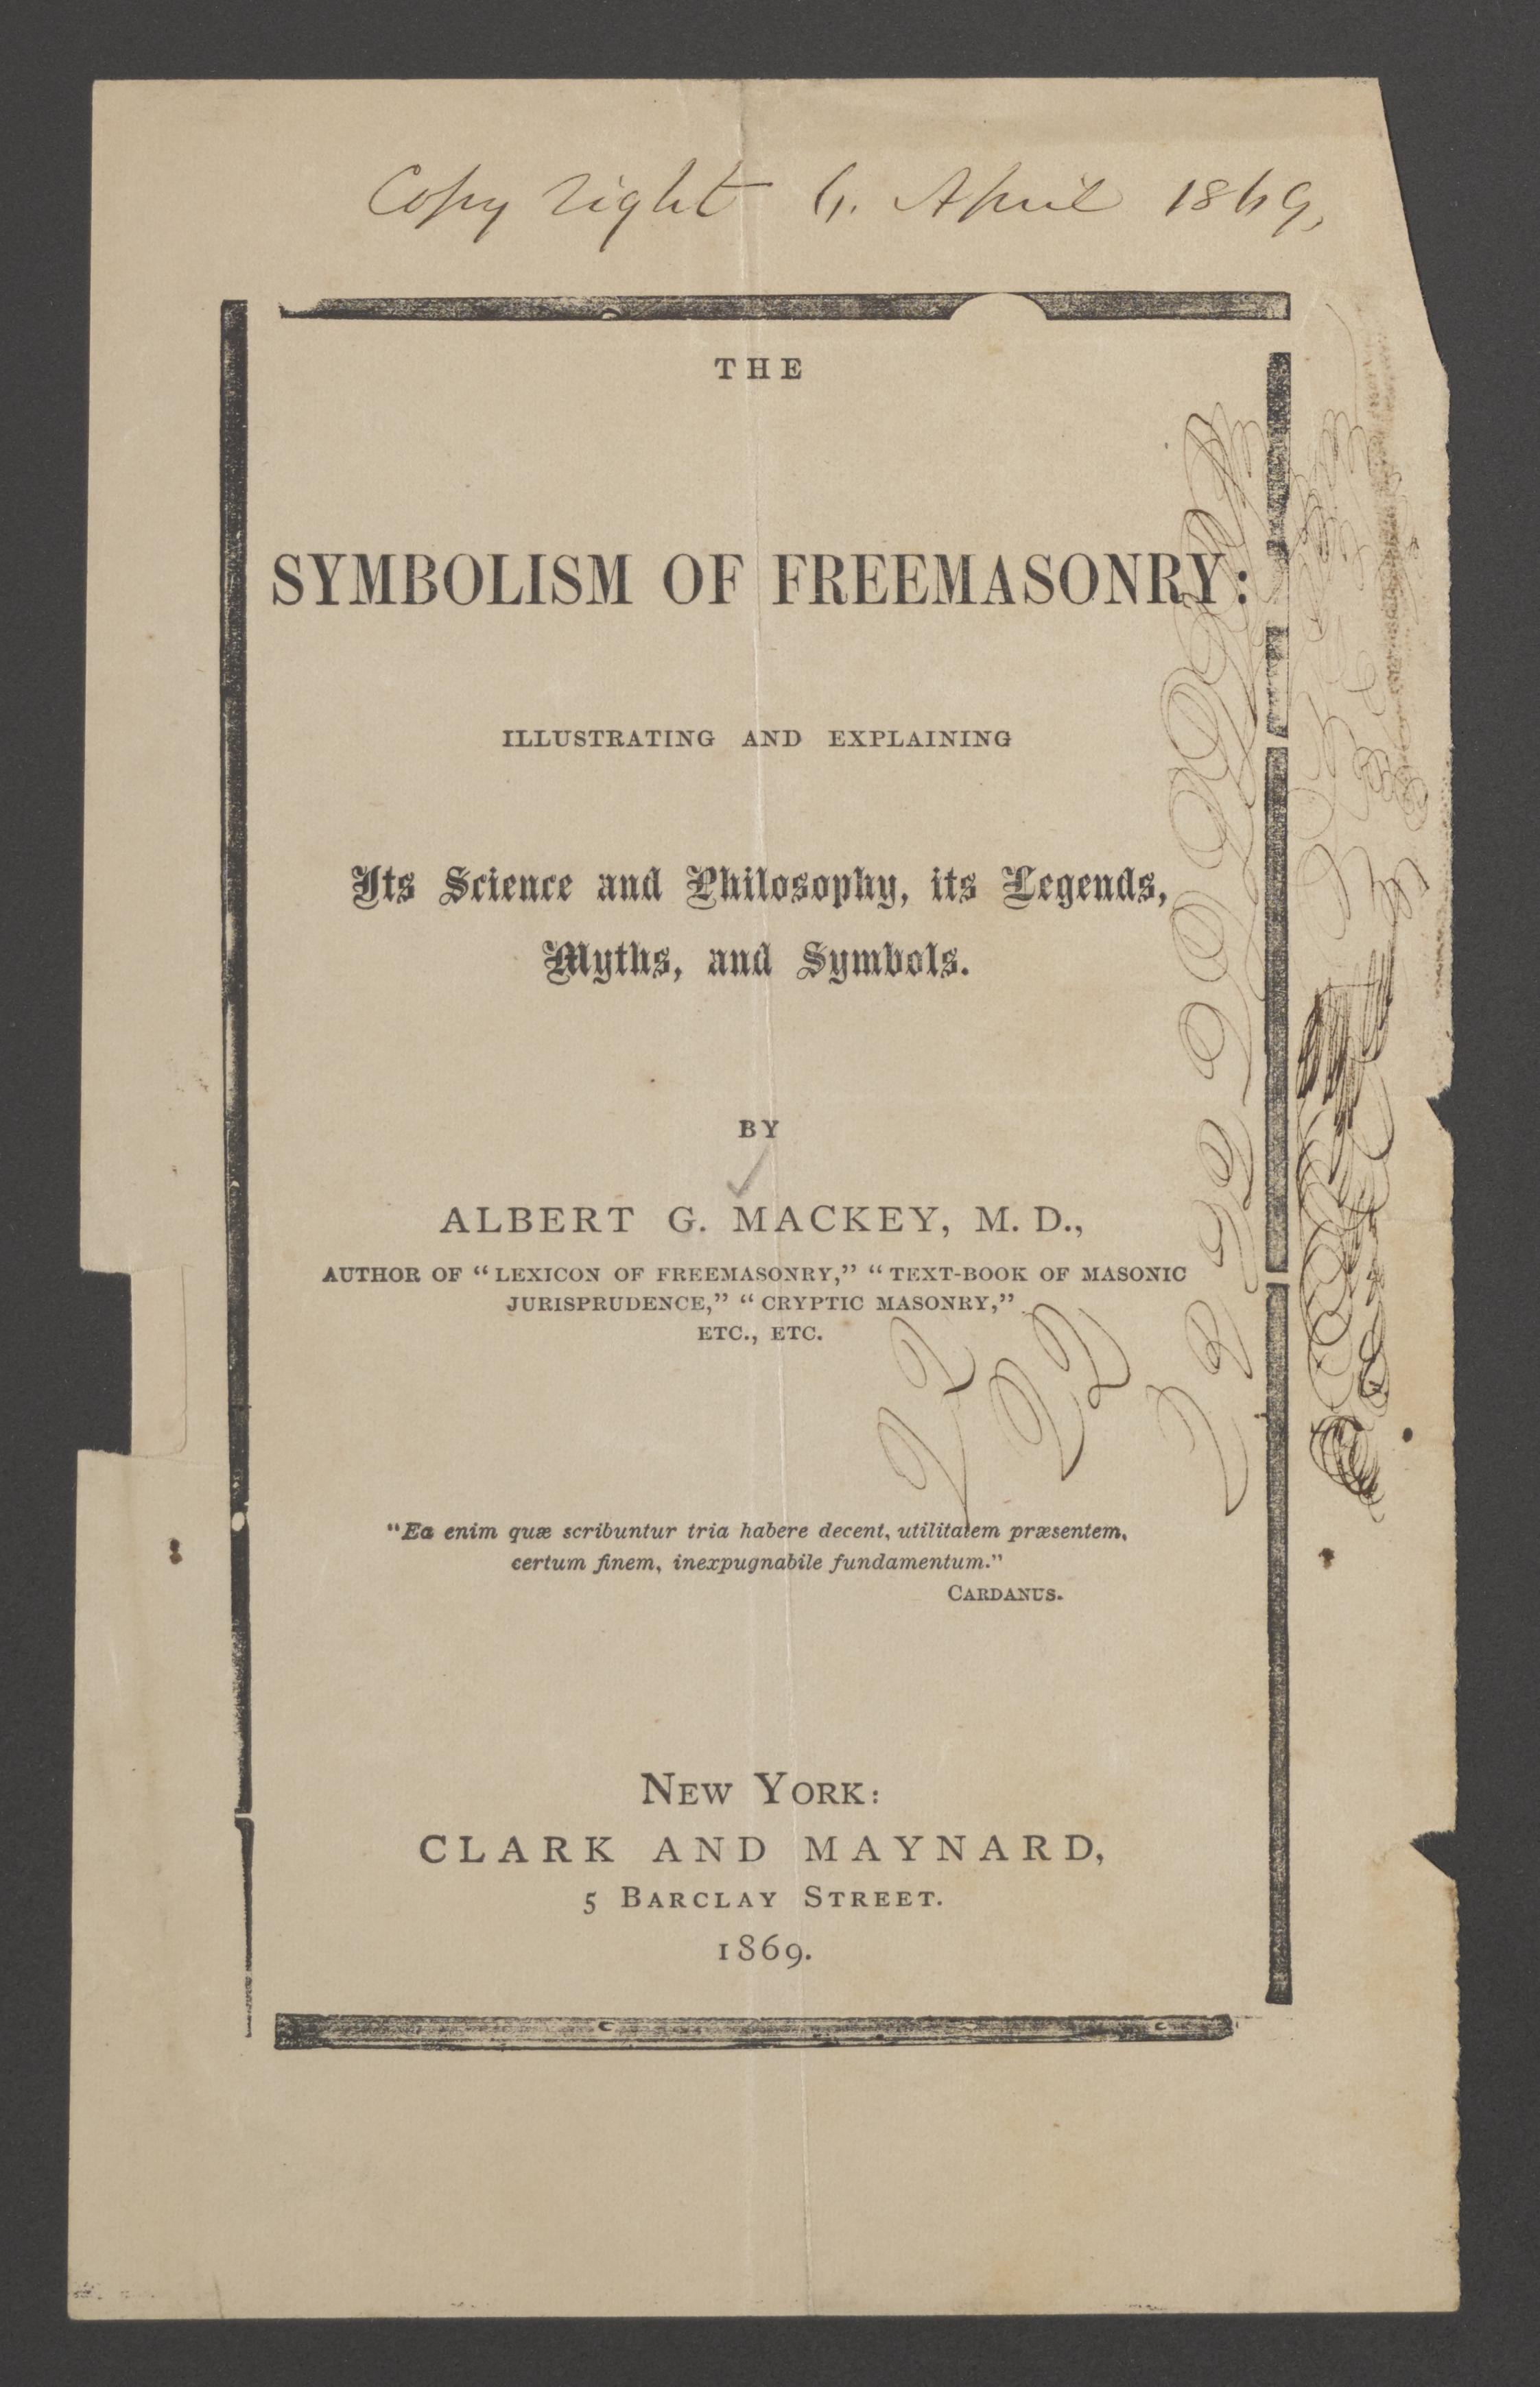 Copy right 6. April 1869,
THE
SYMBOLISM OF FREEMASONRY:
ILLUSTRATING AND EXPLAINING
Its Science and Philosophy, its Legends,
Myths, and Symbols.
BY
ALBERT G. MACKEY, M. D.,
AUTHOR OF “LEXICON OF FREEMASONRY,” “TEXT-BOOK OF MASONIC
JURISPRUDENCE,” “CRYPTIC MASONRY,”
ETC., ETC.
“Ea enim quæ scribuntur tria habere decent, utilitatem præsentem,
certum finem, inexpugnabile fundamentum.”
CARDANUS.
NEW YORK:
CLARK AND MAYNARD,
5 BARCLAY STREET.
1869.